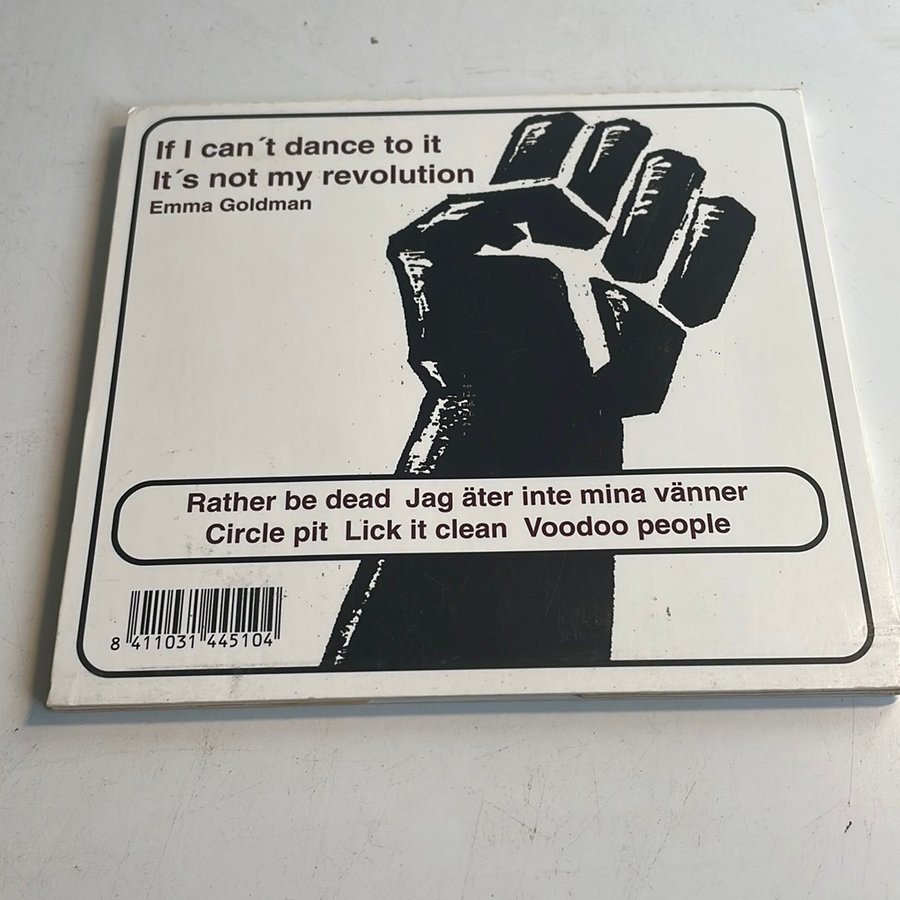 If I can´t dance to it
It´s not my revolution
Emma Goldman
Rather be dead Jag äter inte mina vänner
Circle pit Lick it clean Voodoo people
8 411031 445104